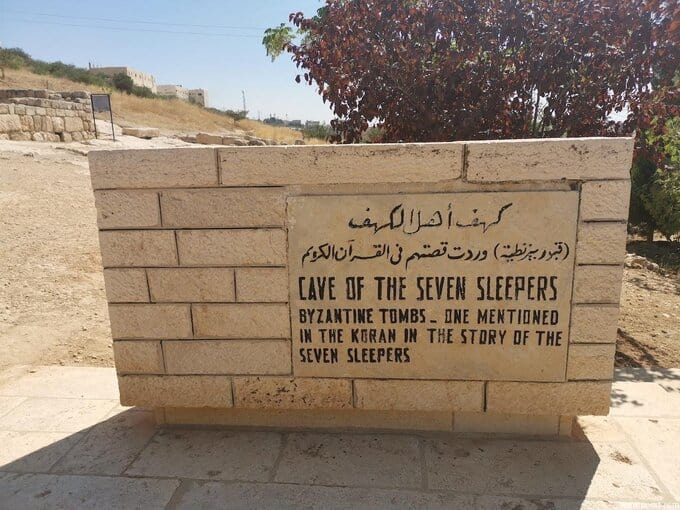 كهف أهل الكهف
(قبور بيزنطية) وردت قصتهم في القرآن الكريم
CAVE OF THE SEVEN SLEEPERS
BYZANTINE TOMBS_ ONE MENTIONED
IN THE KORAN IN THE STORY OF THE
SEVEN SLEEPERS